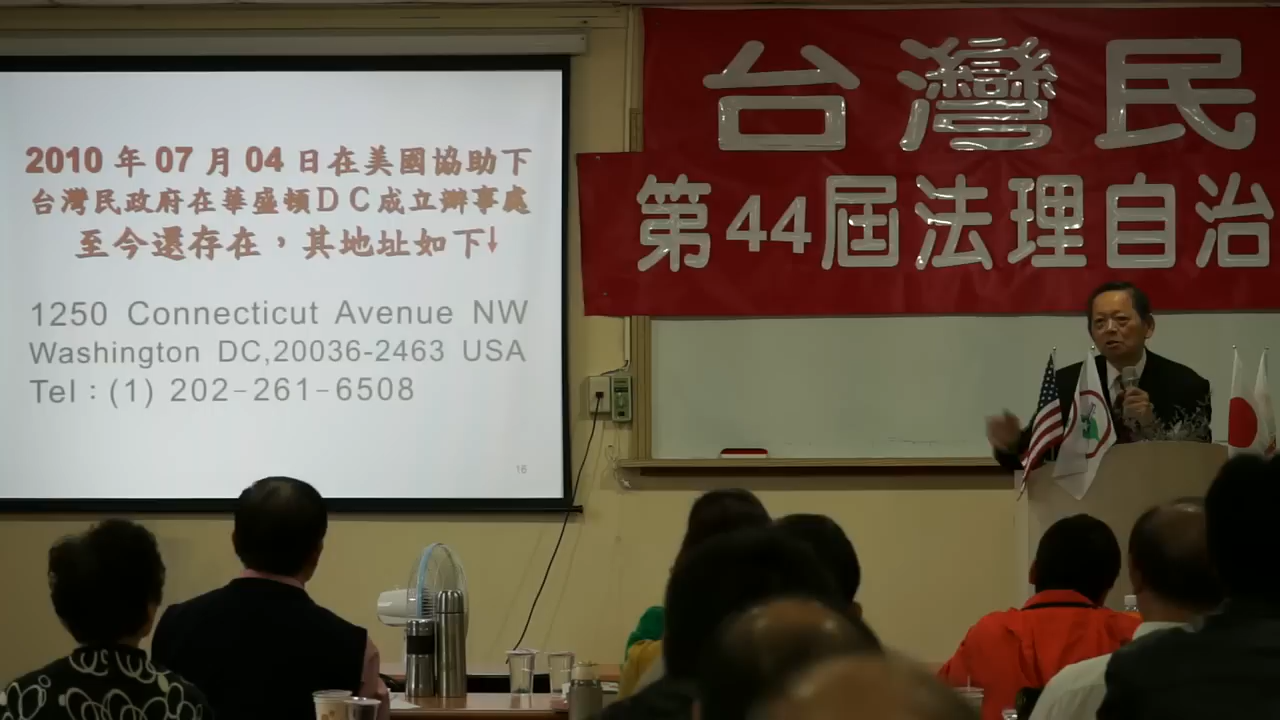 2010 年 07 月 04 日在美國協助下
台灣民政府在華盛頓DC成立辦事處
至今還存在，其地址如下↓
1250 Connecticut Avenue NW
Washington DC,20036-2463 USA
Tel：(1) 202-261-6508
16
台灣民
第44屆法理自治